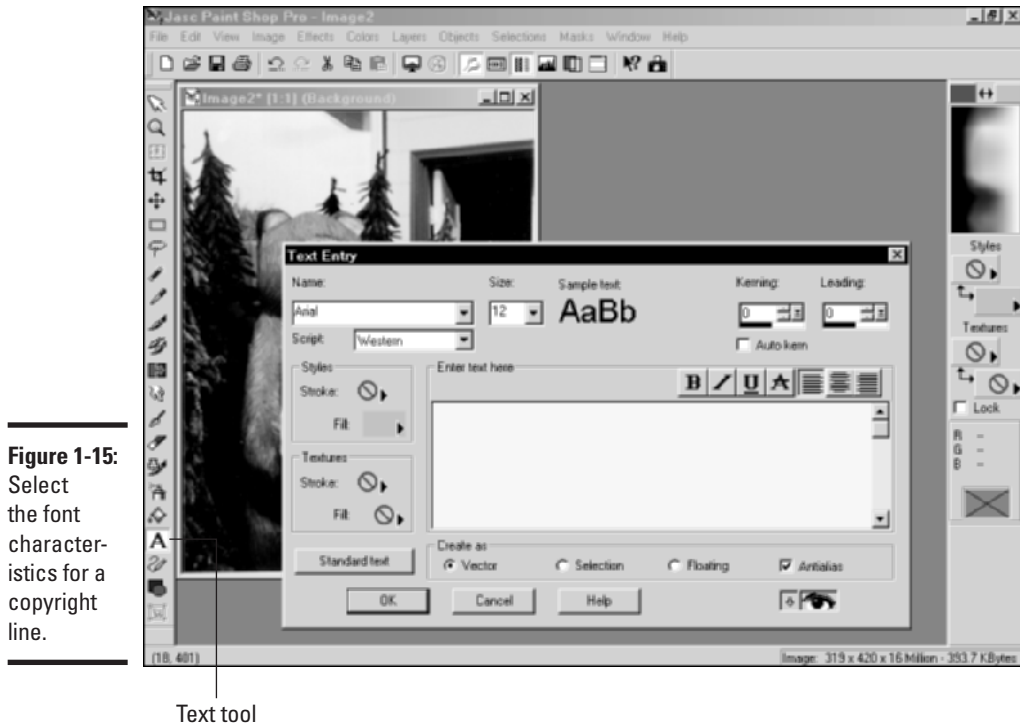 Jasc Paint Shop Pro - Image2
File Edit View Image Effects Colors Layers Objects Selections Masks Window Help
Image2* [1:1] (Background)
Text Entry
Name:
Size:
Sample text:
Kerning:
Leading:
Arial
12
AaBb
0
0
Script:
Western
Auto kern
Styles
Stroke:
Fill:
Enter text here
B I U A
Textures
Stroke:
Fill:
Standard text
Create as
Vector
Selection
Floating
Antialias
OK
Cancel
Help
Styles
Textures
Lock
R =
G =
B =
(18, 401)
Image: 319 x 420 x 16 Million - 393.7 KBytes
Figure 1-15:
Select
the font
character-
istics for a
copyright
line.
A
Text tool